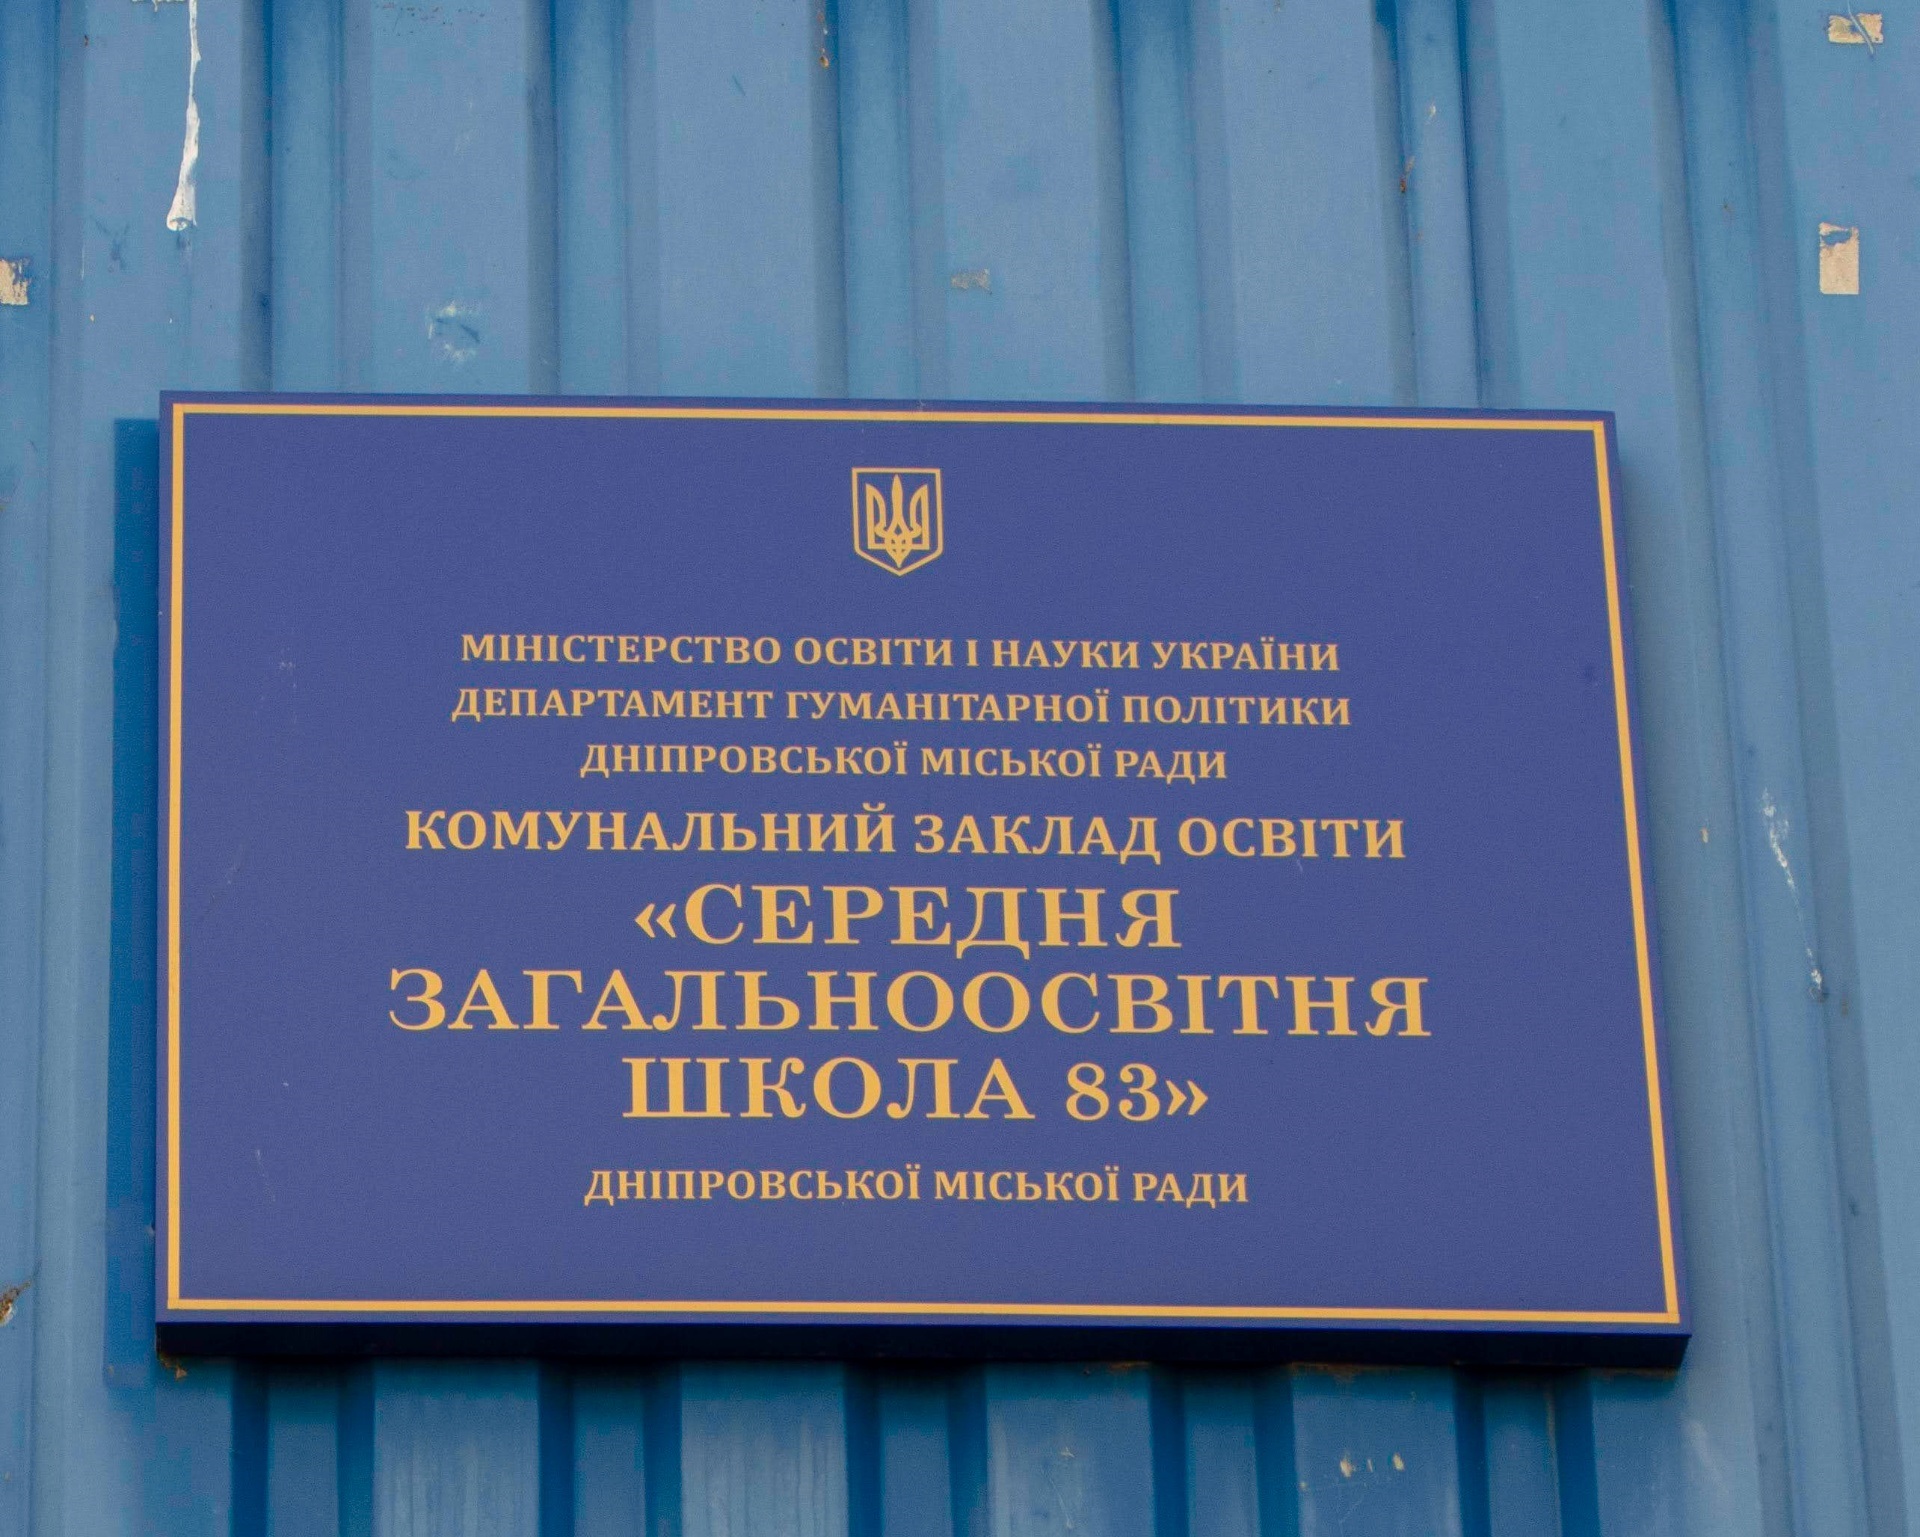 МІНІСТЕРСТВО ОСВІТИ І НАУКИ УКРАЇНИ
ДЕПАРТАМЕНТ ГУМАНІТАРНОЇ ПОЛІТИКИ
ДНІПРОВСЬКОЇ МІСЬКОЇ РАДИ
КОМУНАЛЬНИЙ ЗАКЛАД ОСВІТИ
«СЕРЕДНЯ
ЗАГАЛЬНООСВІТНЯ
ШКОЛА 83»
ДНІПРОВСЬКОЇ МІСЬКОЇ РАДИ